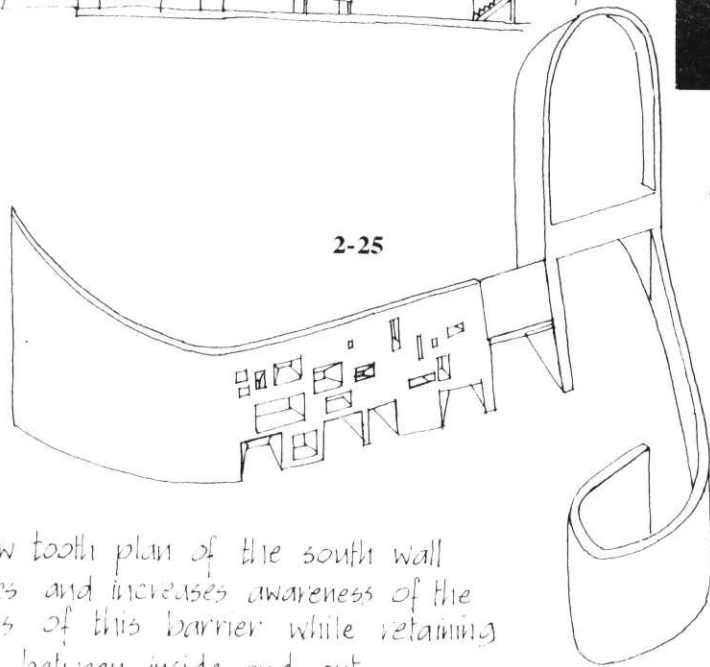 2-25
w tooth plan of the south wall
es and increases awareness of the
s of this barrier while retaining
between inside and out